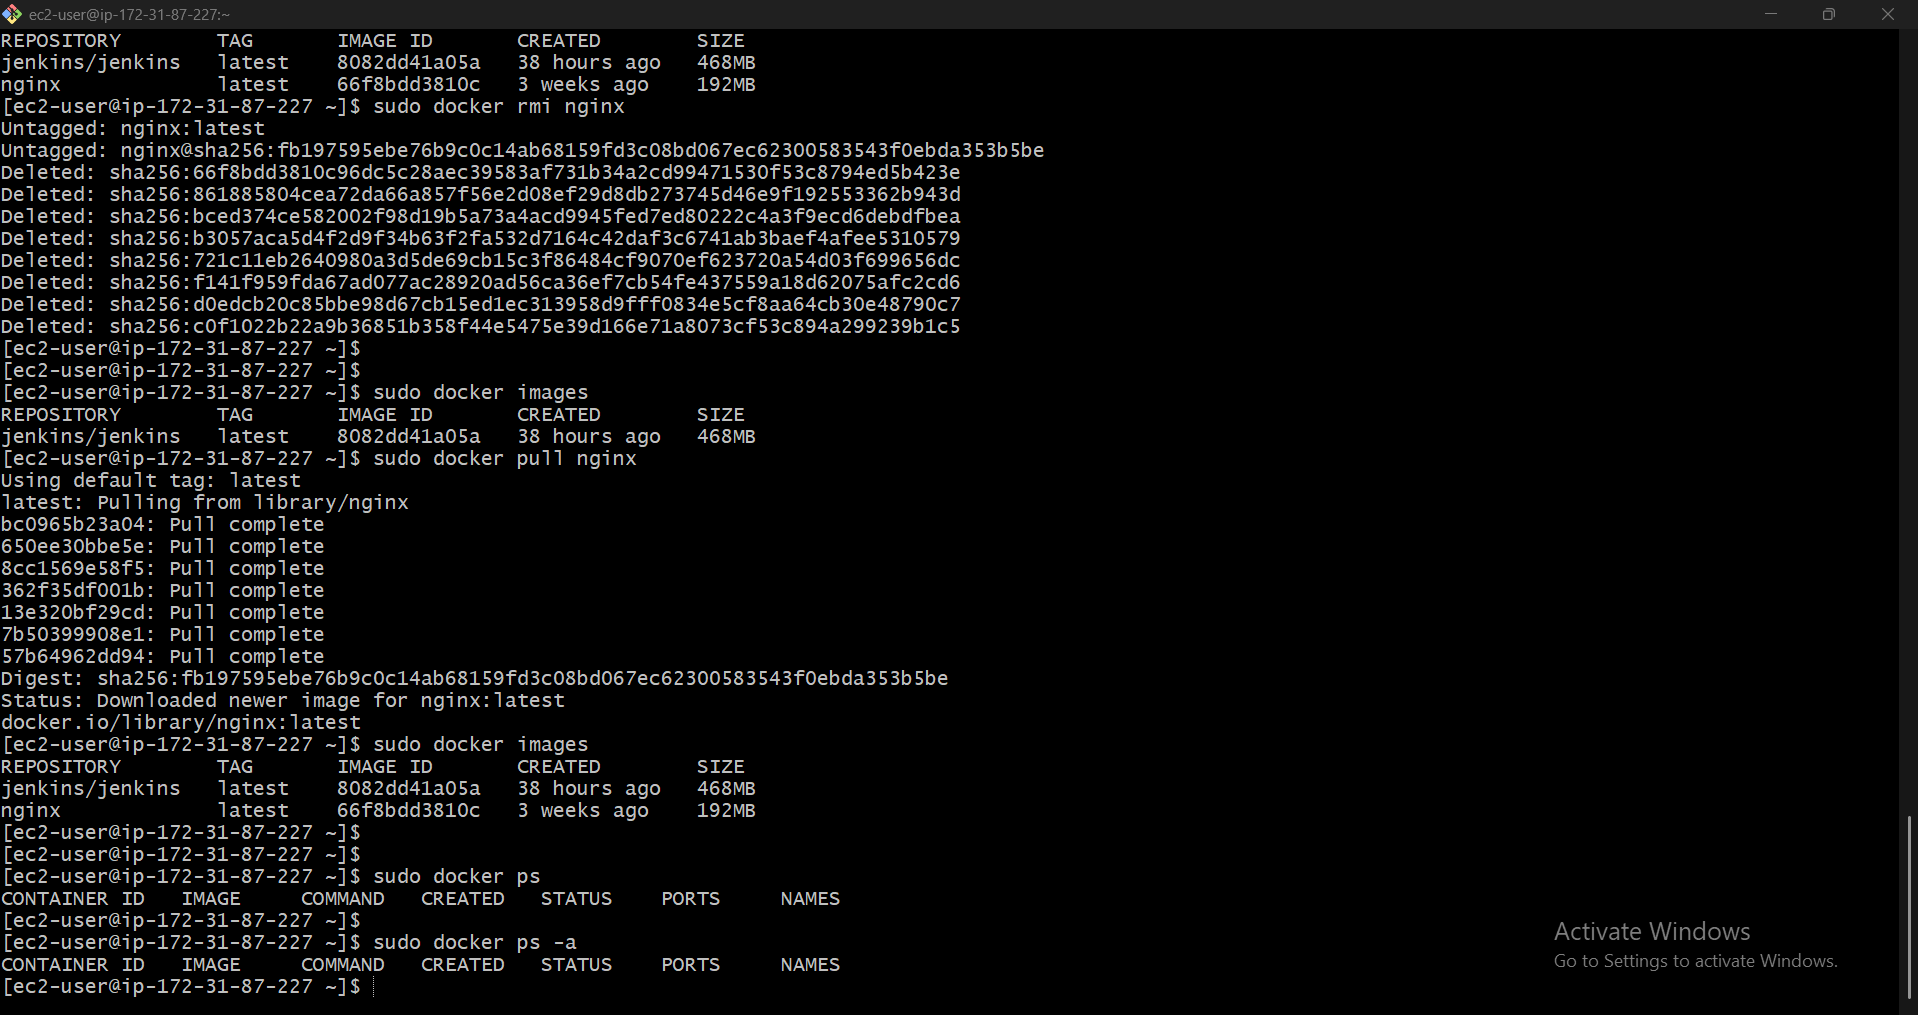 ec2-user@ip-172-31-87-227:~
REPOSITORY TAG IMAGE ID CREATED SIZE
jenkins/jenkins latest 8082dd41a05a 38 hours ago 468MB
nginx latest 66f8bdd3810c 3 weeks ago 192MB
[ec2-user@ip-172-31-87-227 ~]$ sudo docker rmi nginx
Untagged: nginx:latest
Untagged: nginx@sha256:fb197595ebe76b9c0c14ab68159fd3c08bd067ec62300583543f0ebda353b5be
Deleted: sha256:66f8bdd3810c96dc5c28aec39583af731b34a2cd99471530f53c8794ed5b423e
Deleted: sha256:861885804cea72da66a857f56e2d08ef29d8db273745d46e9f192553362b943d
Deleted: sha256:bced374ce582002f98d19b5a73a4acd9945fed7ed80222c4a3f9ecd6debdfbea
Deleted: sha256:b3057aca5d4f2d9f34b63f2fa532d7164c42daf3c6741ab3baef4afee5310579
Deleted: sha256:721c11eb2640980a3d5de69cb15c3f86484cf9070ef623720a54d03f699656dc
Deleted: sha256:f141f959fda67ad077ac28920ad56ca36ef7cb54fe437559a18d62075afc2cd6
Deleted: sha256:d0edcb20c85bbe98d67cb15ed1ec313958d9fff0834e5cf8aa64cb30e48790c7
Deleted: sha256:c0f1022b22a9b36851b358f44e5475e39d166e71a8073cf53c894a299239b1c5
[ec2-user@ip-172-31-87-227 ~]$
[ec2-user@ip-172-31-87-227 ~]$
[ec2-user@ip-172-31-87-227 ~]$ sudo docker images
REPOSITORY TAG IMAGE ID CREATED SIZE
jenkins/jenkins latest 8082dd41a05a 38 hours ago 468MB
[ec2-user@ip-172-31-87-227 ~]$ sudo docker pull nginx
Using default tag: latest
latest: Pulling from library/nginx
bc0965b23a04: Pull complete
650ee30bbe5e: Pull complete
8cc1569e58f5: Pull complete
362f35df001b: Pull complete
13e320bf29cd: Pull complete
7b50399908e1: Pull complete
57b64962dd94: Pull complete
Digest: sha256:fb197595ebe76b9c0c14ab68159fd3c08bd067ec62300583543f0ebda353b5be
Status: Downloaded newer image for nginx:latest
docker.io/library/nginx:latest
[ec2-user@ip-172-31-87-227 ~]$ sudo docker images
REPOSITORY TAG IMAGE ID CREATED SIZE
jenkins/jenkins latest 8082dd41a05a 38 hours ago 468MB
nginx latest 66f8bdd3810c 3 weeks ago 192MB
[ec2-user@ip-172-31-87-227 ~]$
[ec2-user@ip-172-31-87-227 ~]$
[ec2-user@ip-172-31-87-227 ~]$ sudo docker ps
CONTAINER ID IMAGE COMMAND CREATED STATUS PORTS NAMES
[ec2-user@ip-172-31-87-227 ~]$
[ec2-user@ip-172-31-87-227 ~]$ sudo docker ps -a
CONTAINER ID IMAGE COMMAND CREATED STATUS PORTS NAMES
[ec2-user@ip-172-31-87-227 ~]$
Activate Windows
Go to Settings to activate Windows.